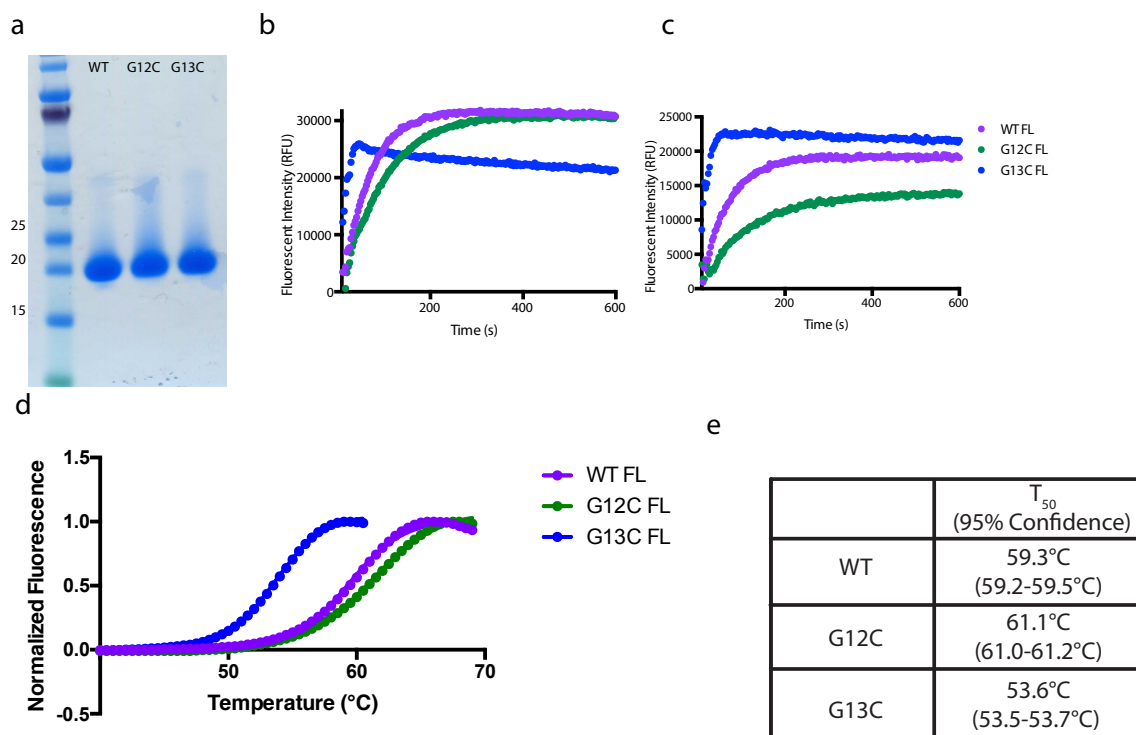 a
WT G12C G13C
25
20
15
b
Fluorescent Intensity (RFU)
30000
20000
10000
0
200 400 600
Time (s)
c
Fluorescent Intensity (RFU)
25000
20000
15000
10000
5000
0
200 400 600
Time (s)
WT FL
G12C FL
G13C FL
d
Normalized Fluorescence
1.5
1.0
0.5
0.0
-0.5
50 60 70
Temperature (°C)
WT FL
G12C FL
G13C FL
e
T50
(95% Confidence)
WT
59.3°C
(59.2-59.5°C)
G12C
61.1°C
(61.0-61.2°C)
G13C
53.6°C
(53.5-53.7°C)